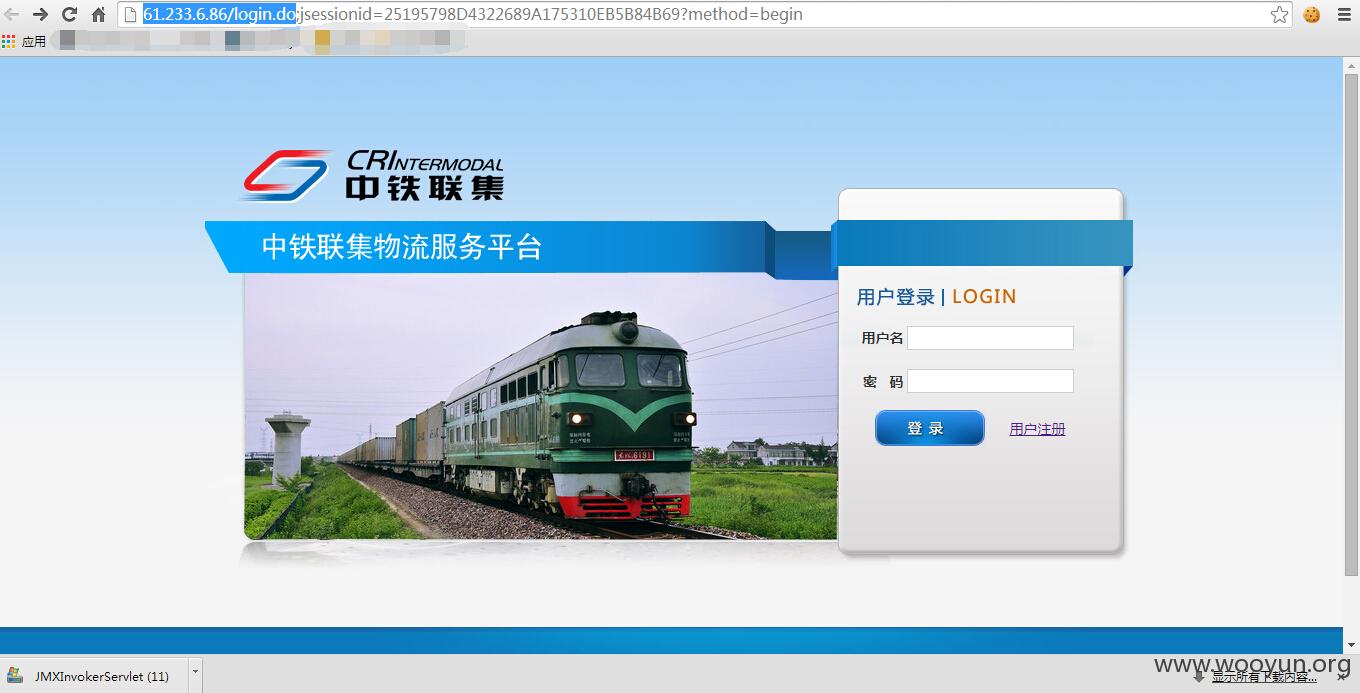 61.233.6.86/login.do;jsessionid=25195798D4322689A175310EB5B84B69?method=begin
应用
CRINTERMODAL
中铁联集
中铁联集物流服务平台
用户登录 | LOGIN
用户名
密 码
登 录
用户注册
JMXInvokerServlet (11)
www.wooyun.org
显示所有下载内容...